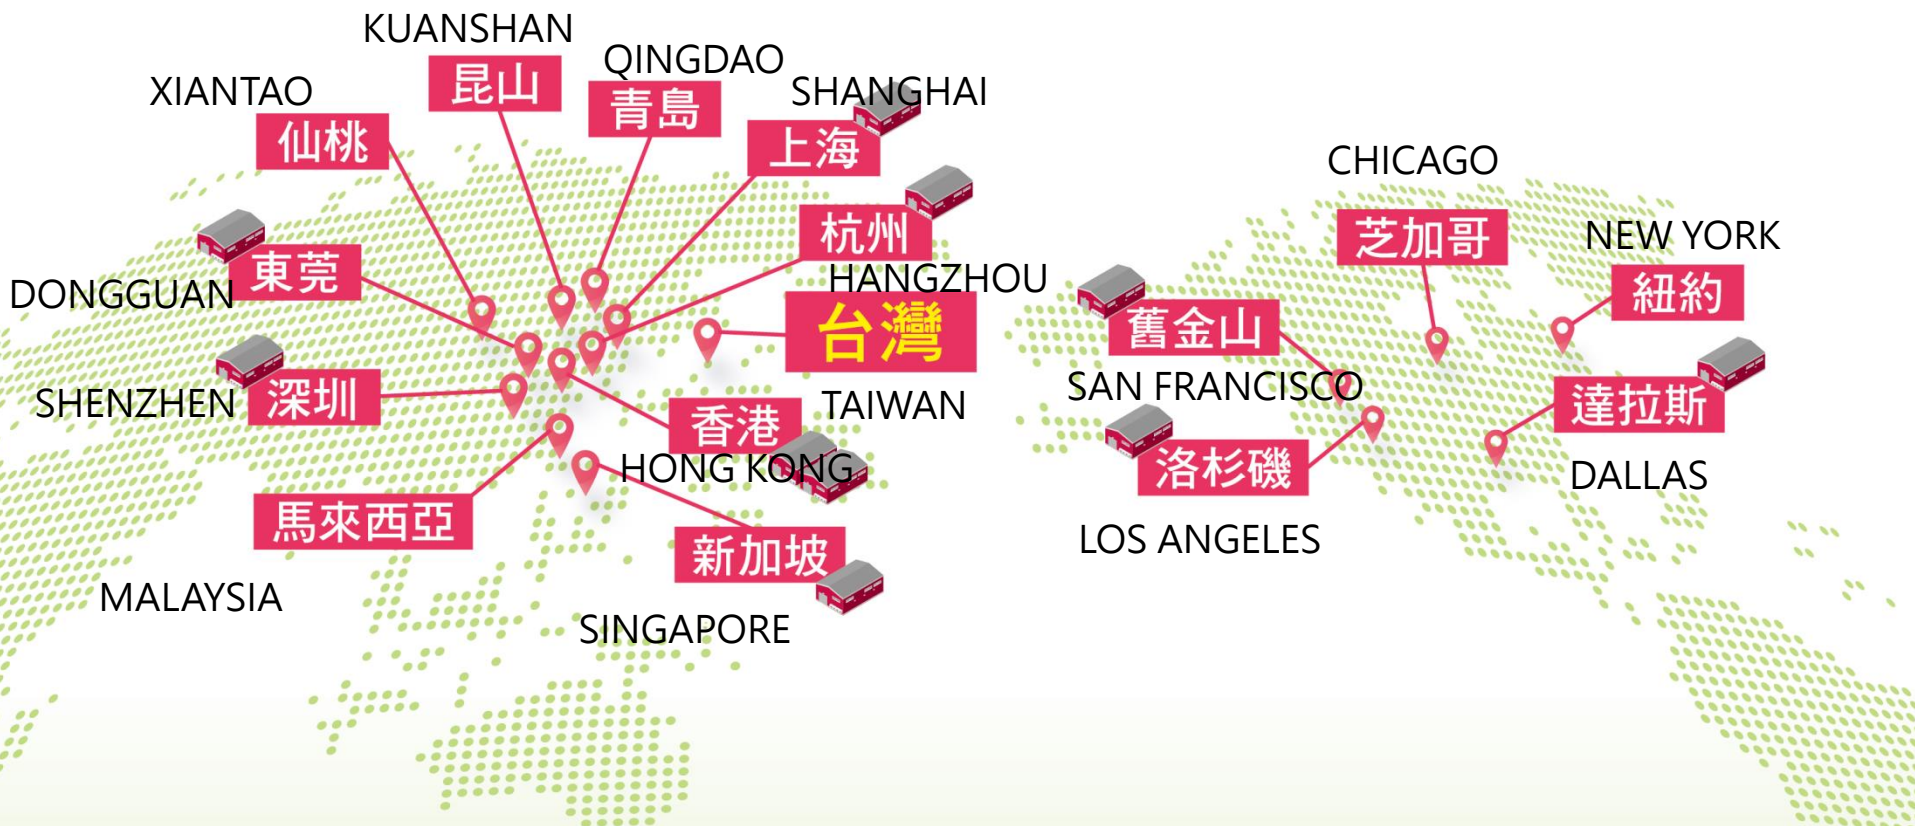 KUANSHAN
昆山
QINGDAO
青島
XIANTAO
仙桃
SHANGHAI
上海
杭州
HANGZHOU
東莞
DONGGUAN
台灣
TAIWAN
深圳
SHENZHEN
香港
HONG KONG
馬來西亞
MALAYSIA
新加坡
SINGAPORE
CHICAGO
芝加哥
NEW YORK
紐約
舊金山
SAN FRANCISCO
達拉斯
DALLAS
洛杉磯
LOS ANGELES